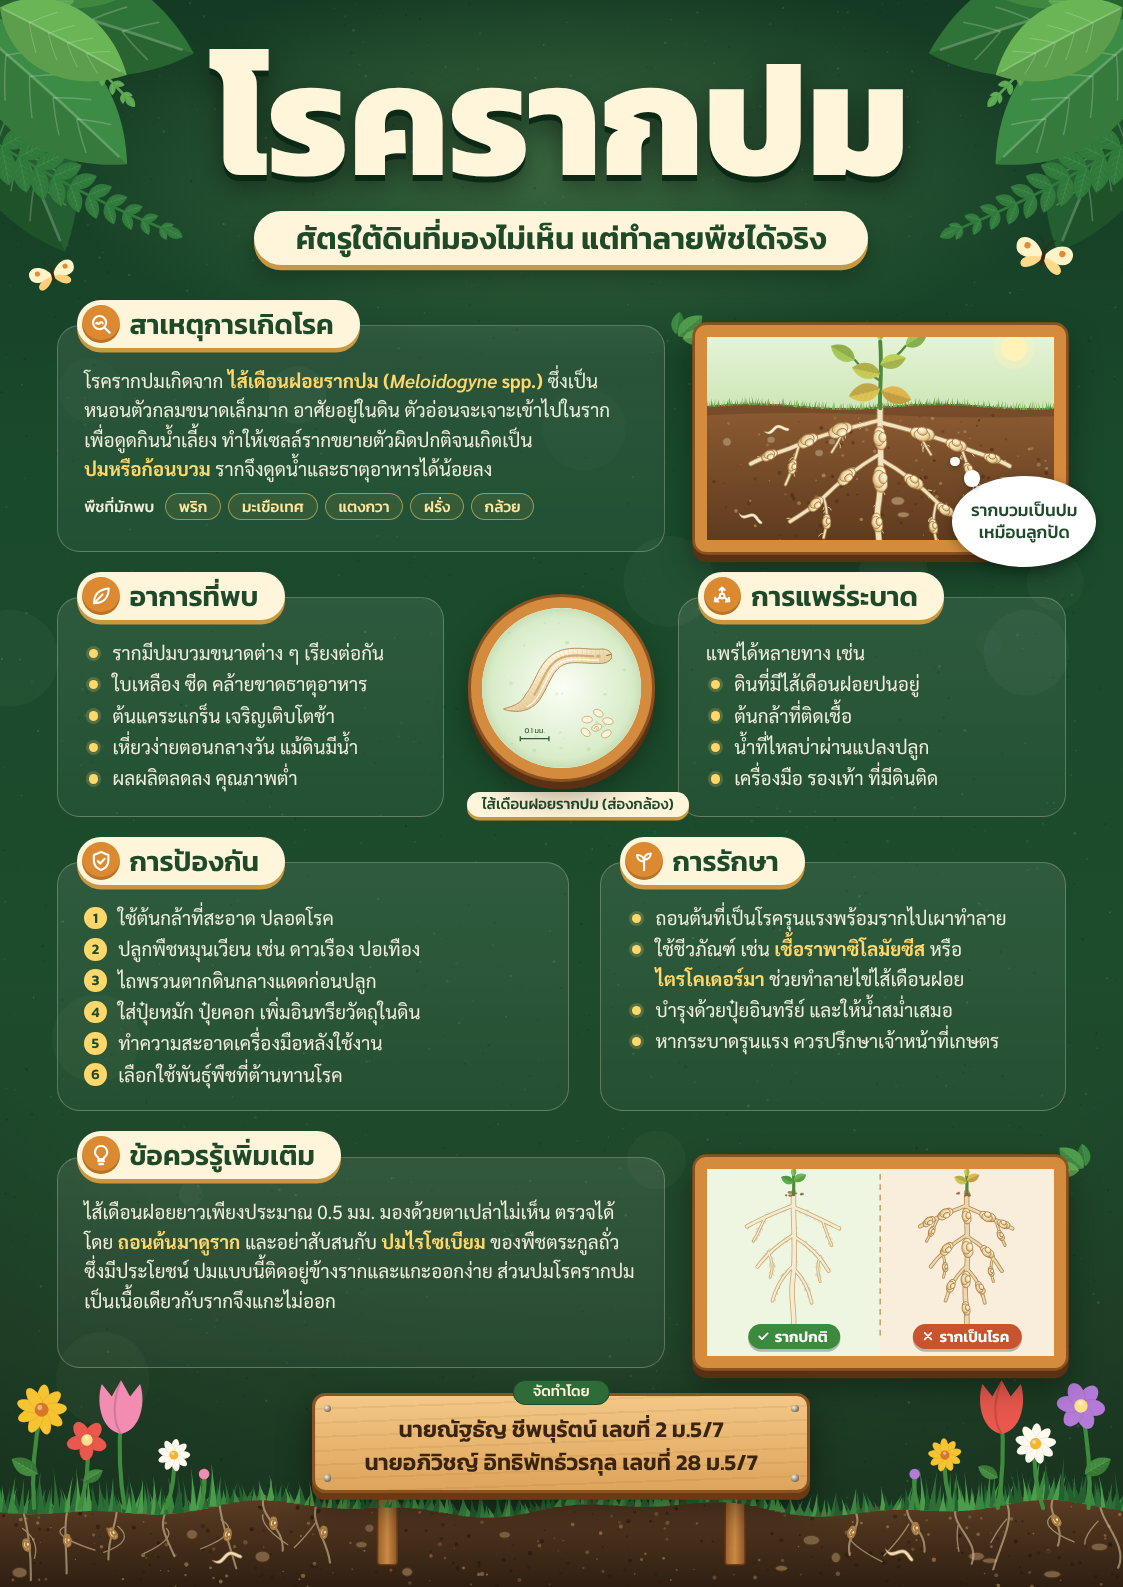 โรครากปม
ศัตรูใต้ดินที่มองไม่เห็น แต่ทำลายพืชได้จริง
สาเหตุการเกิดโรค
โรครากปมเกิดจาก ไส้เดือนฝอยรากปม (Meloidogyne spp.) ซึ่งเป็น
หนอนตัวกลมขนาดเล็กมาก อาศัยอยู่ในดิน ตัวอ่อนจะเจาะเข้าไปในราก
เพื่อดูดกินน้ำเลี้ยง ทำให้เซลล์รากขยายตัวผิดปกติจนเกิดเป็น
ปมหรือก้อนบวม รากจึงดูดน้ำและธาตุอาหารได้น้อยลง
พืชที่มักพบ พริก มะเขือเทศ แตงกวา ฝรั่ง กล้วย
รากบวมเป็นปม
เหมือนลูกปัด
อาการที่พบ
รากมีปมบวมขนาดต่าง ๆ เรียงต่อกัน
ใบเหลือง ซีด คล้ายขาดธาตุอาหาร
ต้นแคระแกร็น เจริญเติบโตช้า
เหี่ยวง่ายตอนกลางวัน แม้ดินมีน้ำ
ผลผลิตลดลง คุณภาพต่ำ
0.1 มม.
ไส้เดือนฝอยรากปม (ส่องกล้อง)
การแพร่ระบาด
แพร่ได้หลายทาง เช่น
ดินที่มีไส้เดือนฝอยปนอยู่
ต้นกล้าที่ติดเชื้อ
น้ำที่ไหลบ่าผ่านแปลงปลูก
เครื่องมือ รองเท้า ที่มีดินติด
การป้องกัน
1 ใช้ต้นกล้าที่สะอาด ปลอดโรค
2 ปลูกพืชหมุนเวียน เช่น ดาวเรือง ปอเทือง
3 ไถพรวนตากดินกลางแดดก่อนปลูก
4 ใส่ปุ๋ยหมัก ปุ๋ยคอก เพิ่มอินทรียวัตถุในดิน
5 ทำความสะอาดเครื่องมือหลังใช้งาน
6 เลือกใช้พันธุ์พืชที่ต้านทานโรค
การรักษา
ถอนต้นที่เป็นโรครุนแรงพร้อมรากไปเผาทำลาย
ใช้ชีวภัณฑ์ เช่น เชื้อราพาซิโลมัยซีส หรือ
ไตรโคเดอร์มา ช่วยทำลายไข่ไส้เดือนฝอย
บำรุงด้วยปุ๋ยอินทรีย์ และให้น้ำสม่ำเสมอ
หากระบาดรุนแรง ควรปรึกษาเจ้าหน้าที่เกษตร
ข้อควรรู้เพิ่มเติม
ไส้เดือนฝอยยาวเพียงประมาณ 0.5 มม. มองด้วยตาเปล่าไม่เห็น ตรวจได้
โดย ถอนต้นมาดูราก และอย่าสับสนกับ ปมไรโซเบียม ของพืชตระกูลถั่ว
ซึ่งมีประโยชน์ ปมแบบนี้ติดอยู่ข้างรากและแกะออกง่าย ส่วนปมโรครากปม
เป็นเนื้อเดียวกับรากจึงแกะไม่ออก
รากปกติ
รากเป็นโรค
จัดทำโดย
นายณัฐธัญ ชีพนุรัตน์ เลขที่ 2 ม.5/7
นายอภิวิชญ์ อิทธิพัทธ์วรกุล เลขที่ 28 ม.5/7